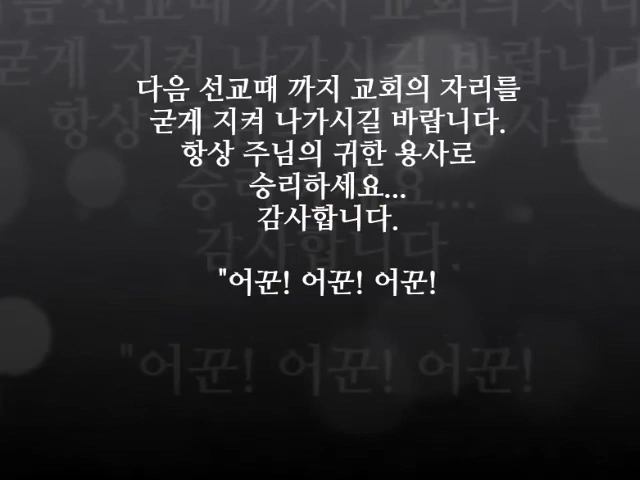 다음 선교때 까지 교회의 자리를
굳게 지켜 나가시길 바랍니다.
항상 주님의 귀한 용사로
승리하세요...
감사합니다.
"어꾼! 어꾼! 어꾼!